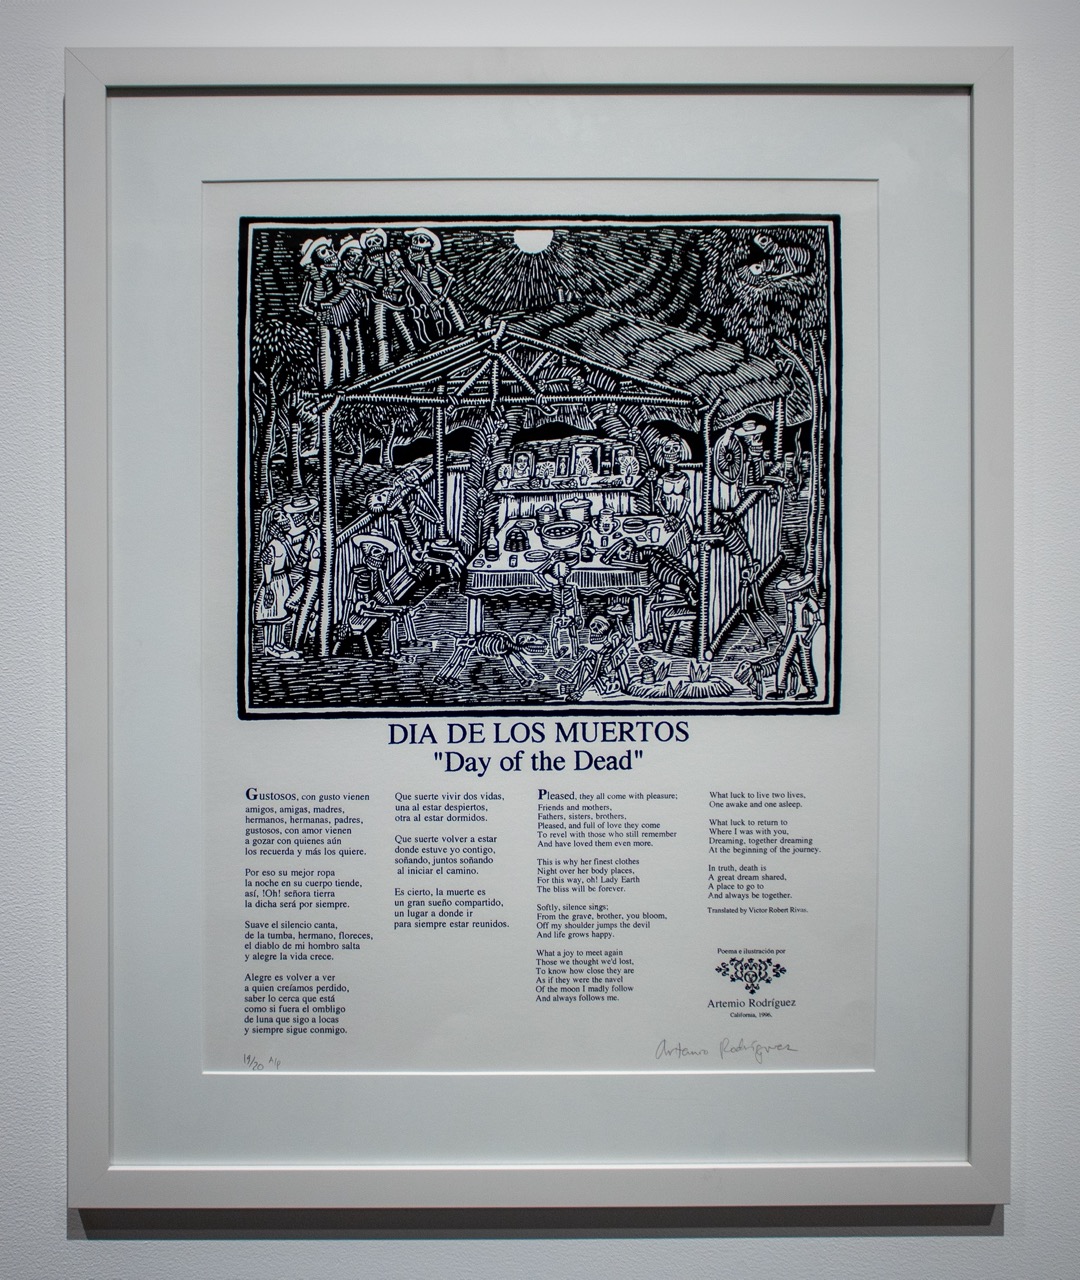 DIA DE LOS MUERTOS
"Day of the Dead"
Gustosos, con gusto vienen
amigos, amigas, madres,
hermanos, hermanas, padres,
gustosos, con amor vienen
a gozar con quienes aún
los recuerda y más los quiere.
Por eso su mejor ropa
la noche en su cuerpo tiende,
así, !Oh! señora tierra
la dicha será por siempre.
Suave el silencio canta,
de la tumba, hermano, floreces,
el diablo de mi hombro salta
y alegre la vida crece.
Alegre es volver a ver
a quien creíamos perdido,
saber lo cerca que está
como si fuera el ombligo
de luna que sigo a locas
y siempre sigue conmigo.
Que suerte vivir dos vidas,
una al estar despiertos,
otra al estar dormidos.
Que suerte volver a estar
donde estuve yo contigo,
soñando, juntos soñando
al iniciar el camino.
Es cierto, la muerte es
un gran sueño compartido,
un lugar a donde ir
para siempre estar reunidos.
Pleased, they all come with pleasure;
Friends and mothers,
Fathers, sisters, brothers,
Pleased, and full of love they come
To revel with those who still remember
And have loved them even more.
This is why her finest clothes
Night over her body places,
For this way, oh! Lady Earth
The bliss will be forever.
Softly, silence sings;
From the grave, brother, you bloom,
Off my shoulder jumps the devil
And life grows happy.
What a joy to meet again
Those we thought we'd lost,
To know how close they are
As if they were the navel
Of the moon I madly follow
And always follows me.
What luck to live two lives,
One awake and one asleep.
What luck to return to
Where I was with you,
Dreaming, together dreaming
At the beginning of the journey.
In truth, death is
A great dream shared,
A place to go to
And always be together.
Translated by Victor Robert Rivas.
Poema e ilustración por
Artemio Rodríguez
California, 1996.
19/20 A/P
Artemio Rodríguez